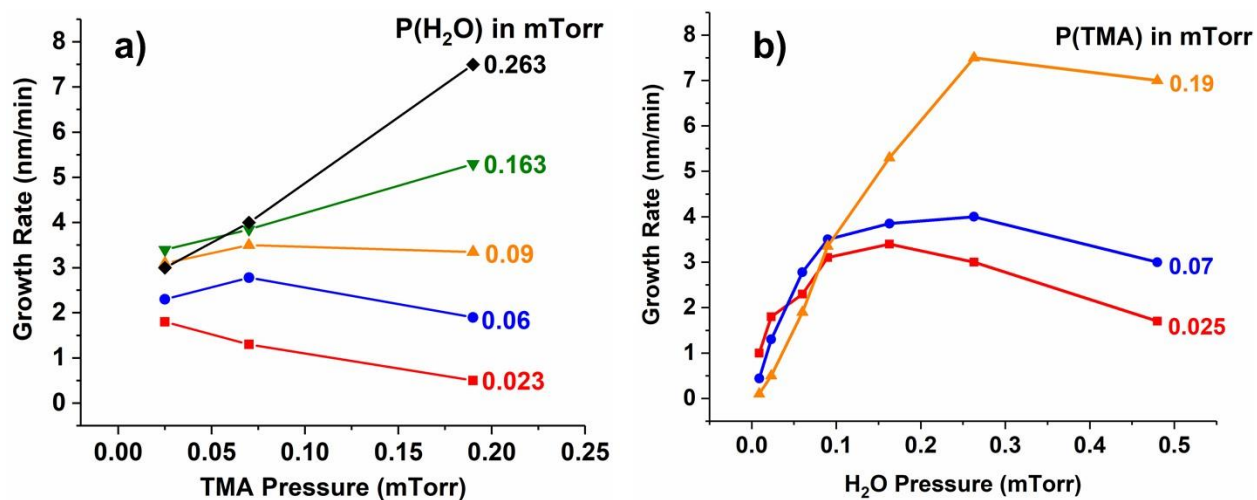 a)
P(H₂O) in mTorr
Growth Rate (nm/min)
8
7
6
5
4
3
2
1
0
0.263
0.163
0.09
0.06
0.023
0.00 0.05 0.10 0.15 0.20 0.25
TMA Pressure (mTorr)
b)
P(TMA) in mTorr
Growth Rate (nm/min)
8
7
6
5
4
3
2
1
0
0.19
0.07
0.025
0.0 0.1 0.2 0.3 0.4 0.5
H₂O Pressure (mTorr)